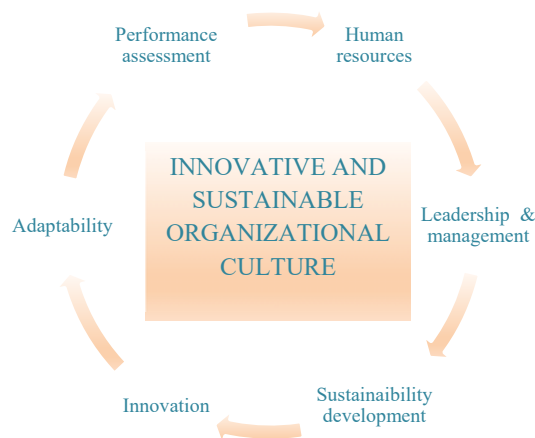 Performance
assessment
Human
resources
INNOVATIVE AND
SUSTAINABLE
ORGANIZATIONAL
CULTURE
Adaptability
Leadership &
management
Innovation
Sustainaibility
development